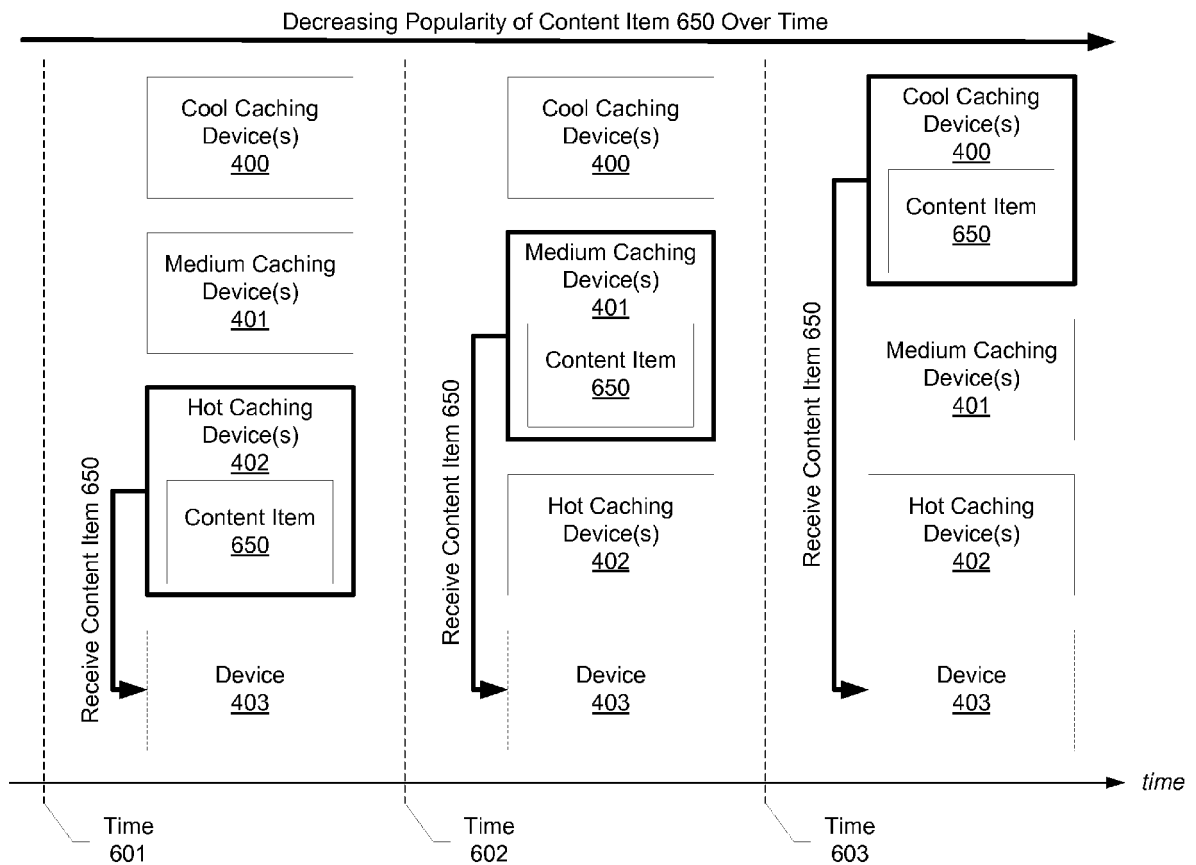 Decreasing Popularity of Content Item 650 Over Time
Cool Caching
Device(s)
400
Medium Caching
Device(s)
401
Hot Caching
Device(s)
402
Content Item
650
Device
403
Receive Content Item 650
Cool Caching
Device(s)
400
Medium Caching
Device(s)
401
Content Item
650
Hot Caching
Device(s)
402
Device
403
Receive Content Item 650
Cool Caching
Device(s)
400
Content Item
650
Medium Caching
Device(s)
401
Hot Caching
Device(s)
402
Device
403
Receive Content Item 650
time
Time
601
Time
602
Time
603